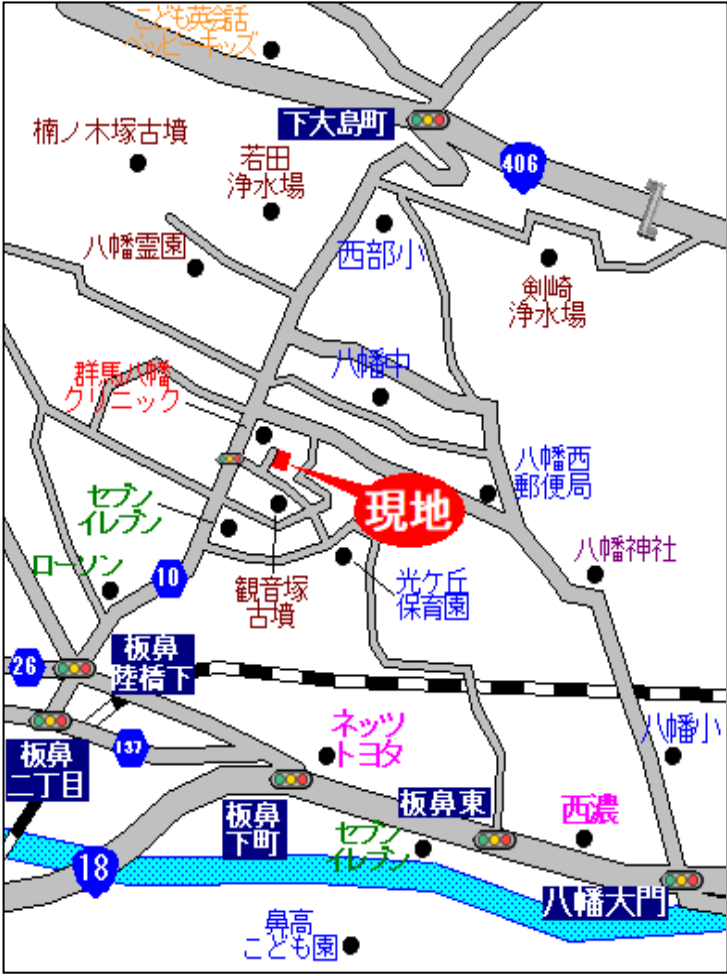 こども英会話
ペッピーキッズ
下大島町
406
楠ノ木塚古墳
若田
浄水場
八幡霊園
西部小
剣崎
浄水場
群馬八幡
クリニック
八幡中
八幡西
郵便局
現地
セブン
イレブン
ローソン
10
観音塚
古墳
光ケ丘
保育園
八幡神社
26
板鼻
陸橋下
板鼻
二丁目
137
ネッツ
トヨタ
八幡小
板鼻
下町
板鼻東
西濃
セブン
イレブン
18
八幡大門
鼻高
こども園